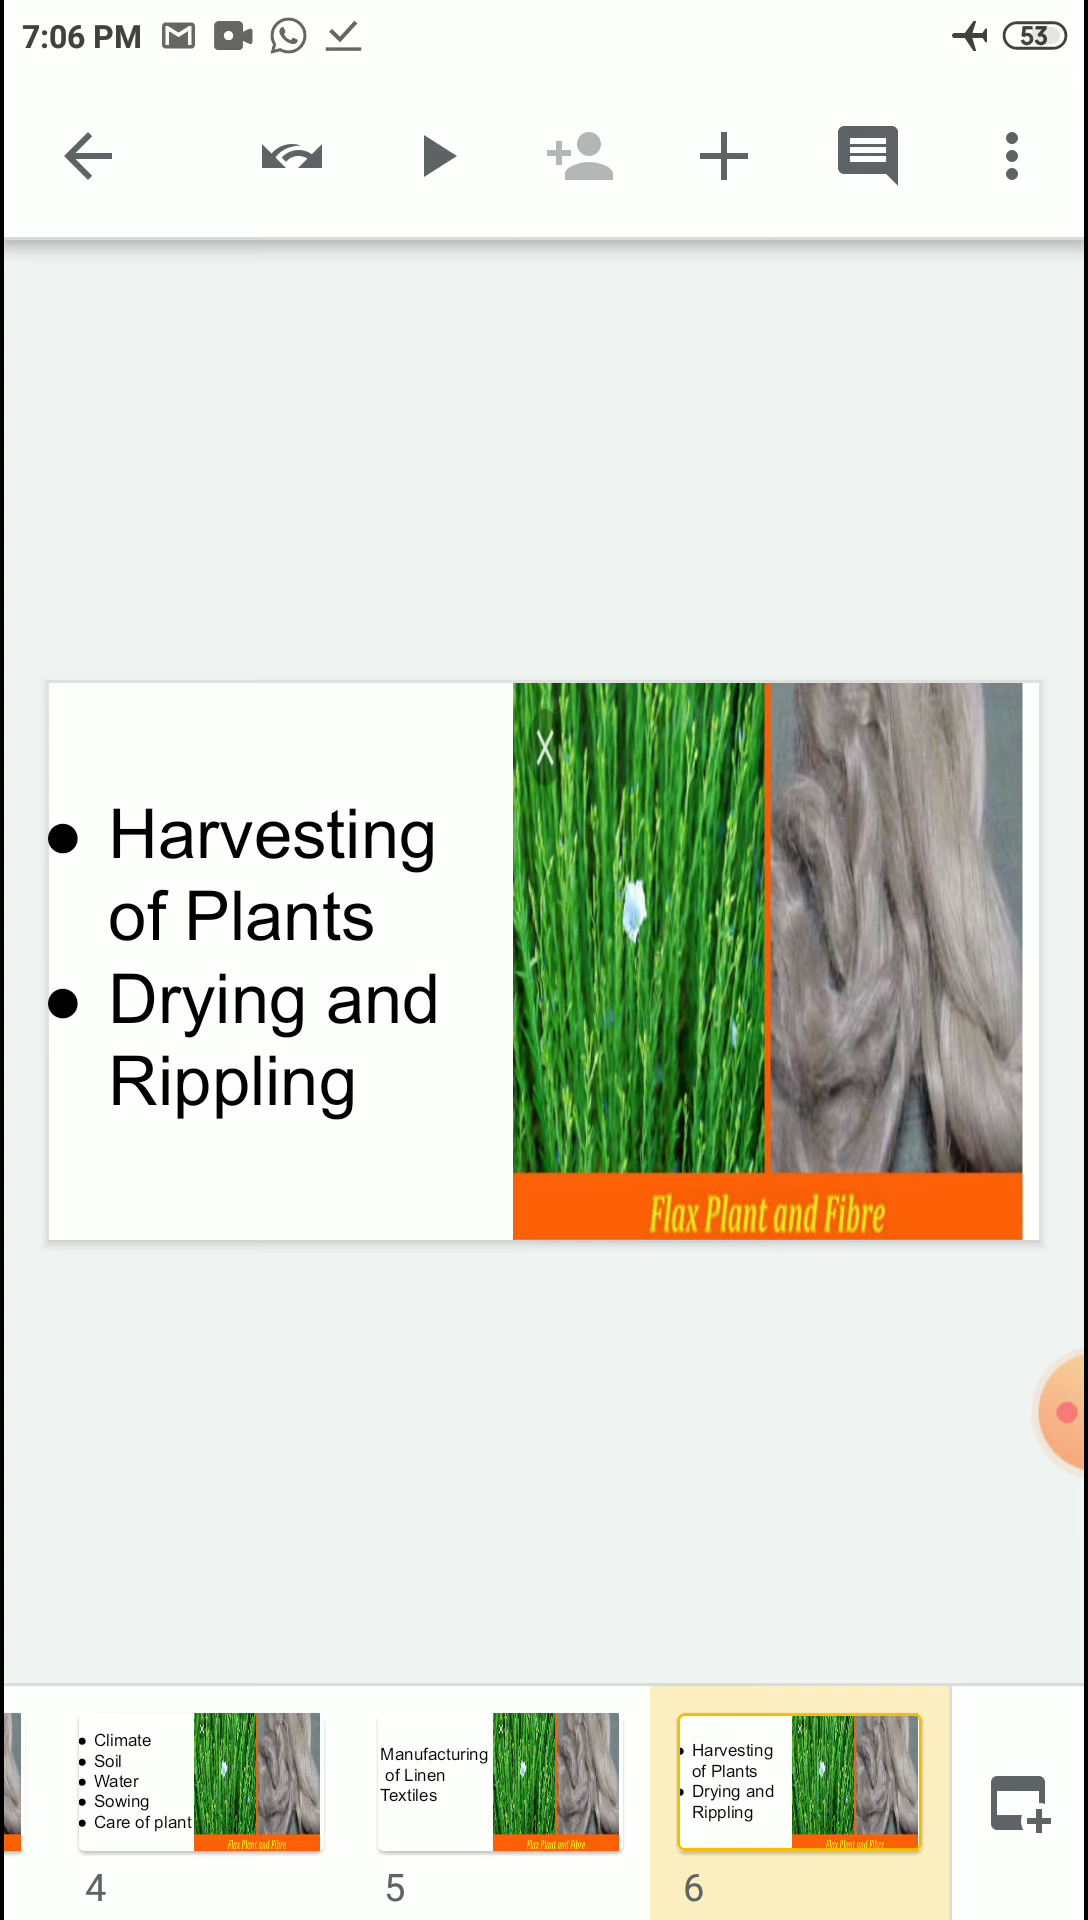 7:06 PM
53
X
● Harvesting
of Plants
● Drying and
Rippling
Flax Plant and Fibre
● Climate
● Soil
● Water
● Sowing
● Care of plant
X
Flax Plant and Fibre
4
Manufacturing
of Linen
Textiles
X
Flax Plant and Fibre
5
● Harvesting
of Plants
● Drying and
Rippling
X
Flax Plant and Fibre
6